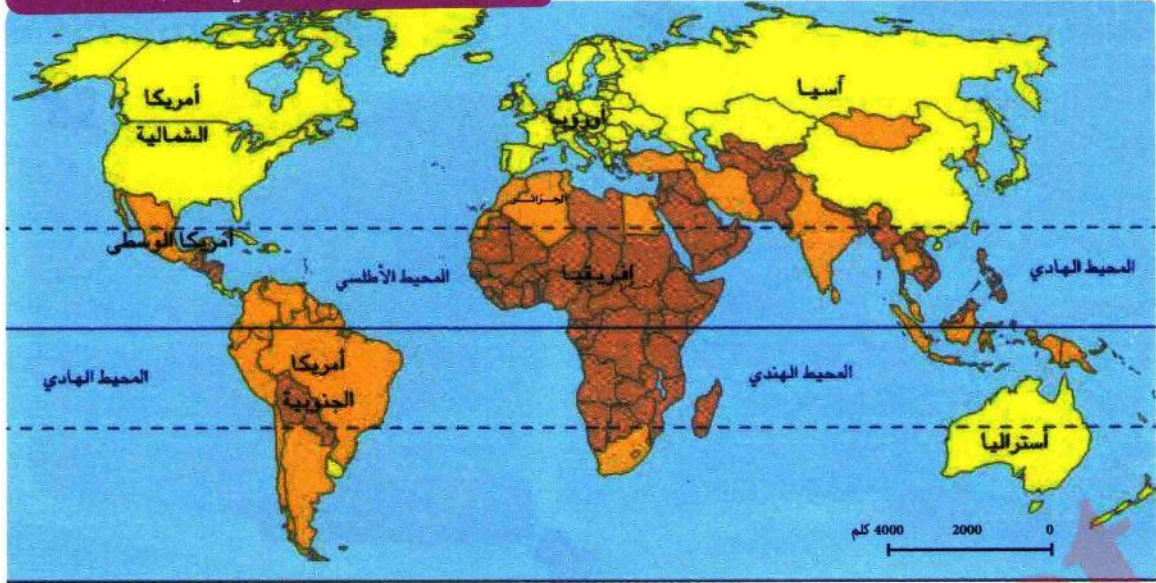 أمريكا
الشمالية
آسيا
أوروبا
الجزائر
أمريكا الوسطى
المحيط الأطلسي
إفريقيا
المحيط الهادي
المحيط الهادي
أمريكا
الجنوبية
المحيط الهندي
أستراليا
0 2000 4000 كلم